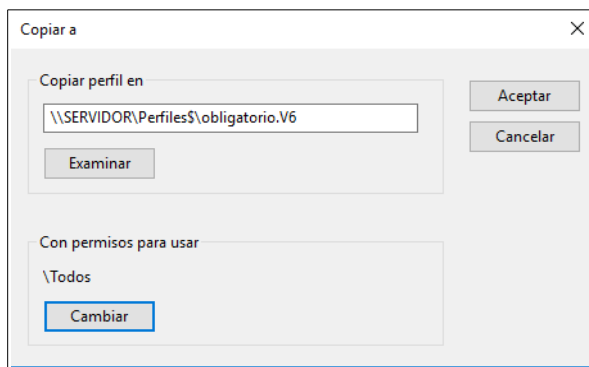 Copiar a
Copiar perfil en
\\SERVIDOR\Perfiles$\obligatorio.V6
Examinar
Aceptar
Cancelar
Con permisos para usar
\Todos
Cambiar